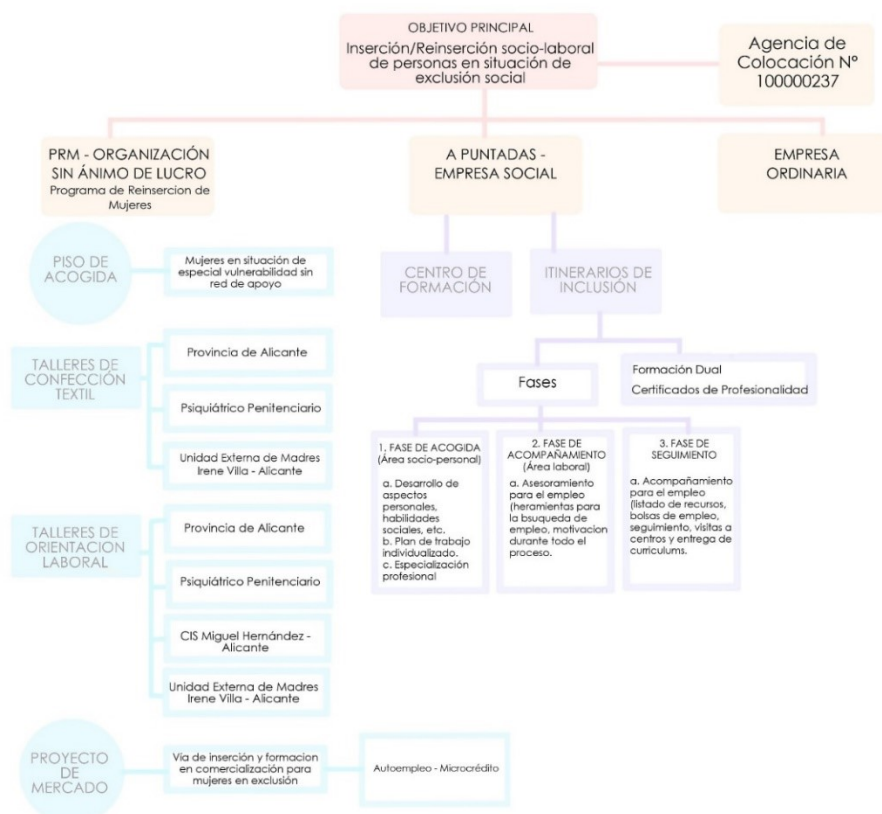 OBJETIVO PRINCIPAL
Inserción/Reinserción socio-laboral
de personas en situación de
exclusión social
Agencia de
Colocación Nº
100000237
PRM - ORGANIZACIÓN
SIN ÁNIMO DE LUCRO
Programa de Reinsercion de
Mujeres
A PUNTADAS -
EMPRESA SOCIAL
EMPRESA
ORDINARIA
PISO DE
ACOGIDA
Mujeres en situación de
especial vulnerabilidad sin
red de apoyo
CENTRO DE
FORMACIÓN
ITINERARIOS DE
INCLUSIÓN
TALLERES DE
CONFECCIÓN
TEXTIL
Provincia de Alicante
Psiquiátrico Penitenciario
Unidad Externa de Madres
Irene Villa - Alicante
Fases
Formación Dual
Certificados de Profesionalidad
1. FASE DE ACOGIDA
(Área socio-personal)
a. Desarrollo de
aspectos
personales,
habilidades
sociales, etc.
b. Plan de trabajo
individualizado.
c. Especialización
profesional
2. FASE DE
ACOMPAÑAMIENTO
(Área laboral)
a. Asesoramiento
para el empleo
(heramientas para
la bsuqueda de
empleo, motivacion
durante todo el
proceso.
3. FASE DE
SEGUIMIENTO
a. Acompañamiento
para el empleo
(listado de recursos,
bolsas de empleo,
seguimiento, visitas a
centros y entrega de
curriculums.
TALLERES DE
ORIENTACION
LABORAL
Provincia de Alicante
Psiquiátrico Penitenciario
CIS Miguel Hernández -
Alicante
Unidad Externa de Madres
Irene Villa - Alicante
PROYECTO
DE
MERCADO
Vía de inserción y formacion
en comercialización para
mujeres en exclusión
Autoempleo - Microcrédito